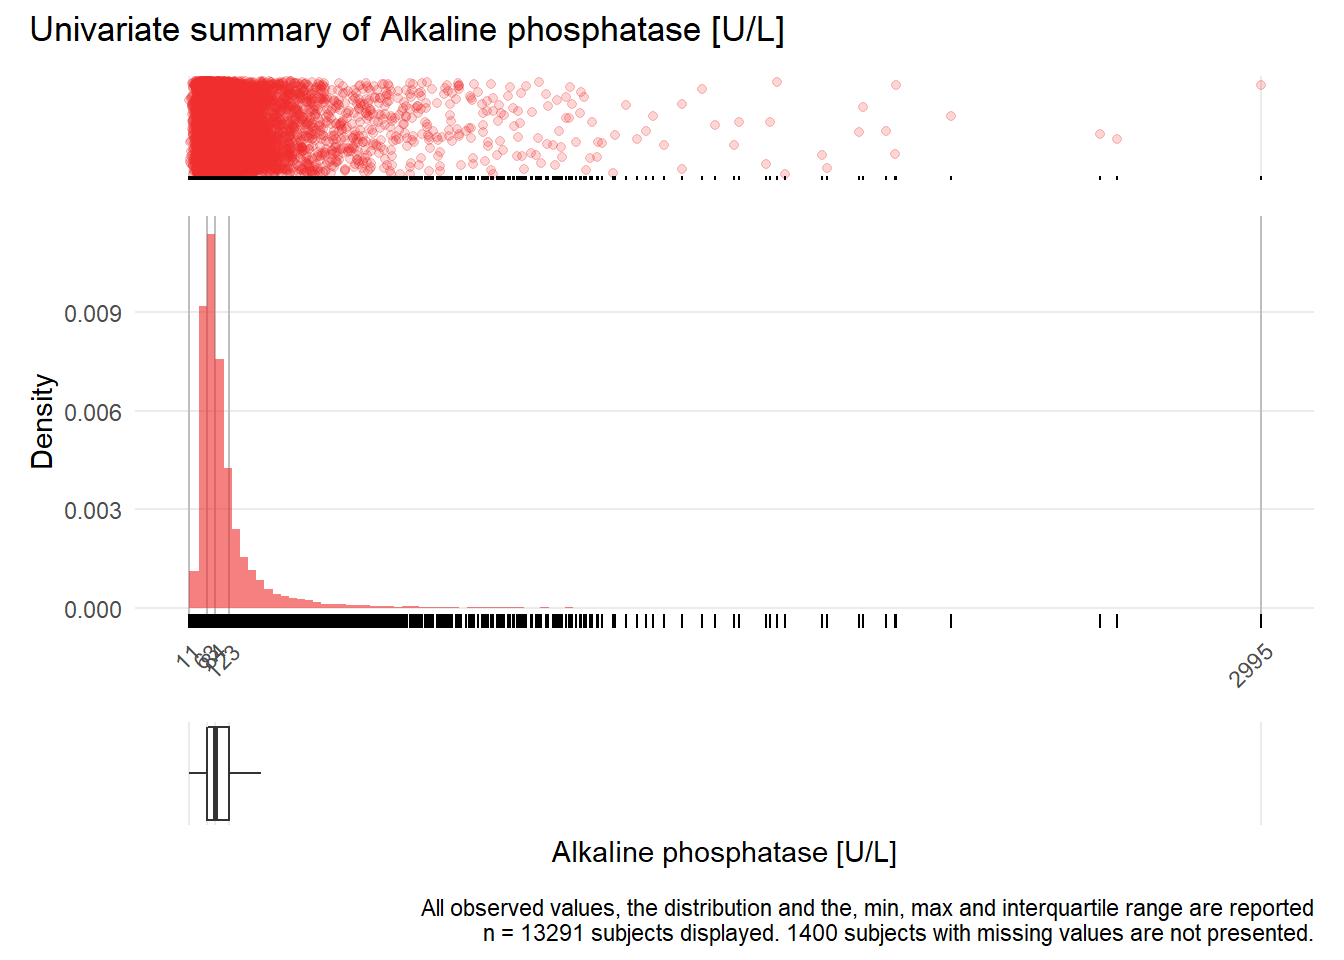 Univariate summary of Alkaline phosphatase [U/L]
Density
0.009
0.006
0.003
0.000
11
123
2995
Alkaline phosphatase [U/L]
All observed values, the distribution and the, min, max and interquartile range are reported
n = 13291 subjects displayed. 1400 subjects with missing values are not presented.